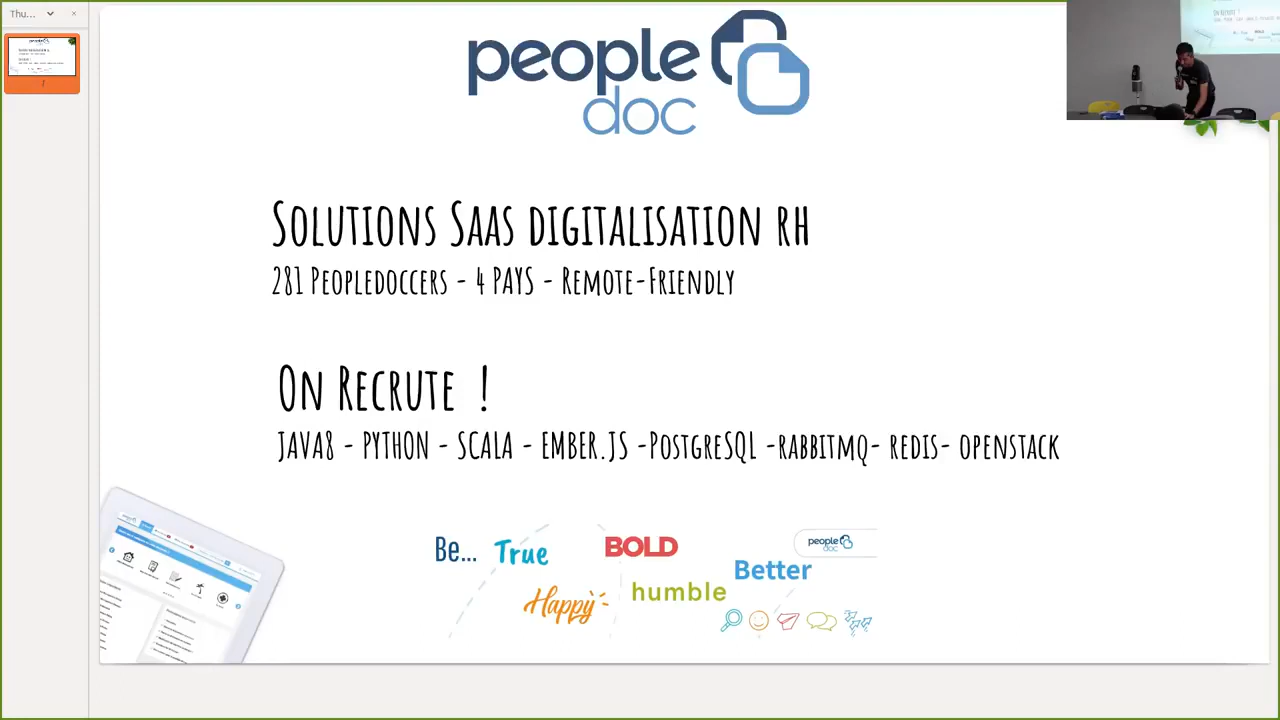 Thu...
people
doc
Solutions Saas digitalisation rh
281 Peopledoccers - 4 PAYS - Remote-Friendly
On Recrute !
JAVA8 - PYTHON - SCALA - EMBER.JS -PostgreSQL -rabbitmq- redis- openstack
Be... True BOLD
people
doc
Better
Happy humble